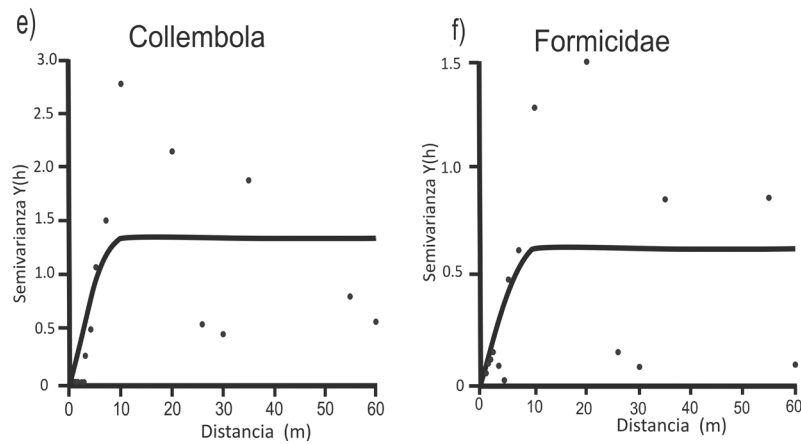 e)
Collembola
Semivarianza Y(h)
3.0
2.5
2.0
1.5
1.0
0.5
0
0 10 20 30 40 50 60
Distancia (m)
f)
Formicidae
Semivarianza Y(h)
1.5
1.0
0.5
0
0 10 20 30 40 50 60
Distancia (m)